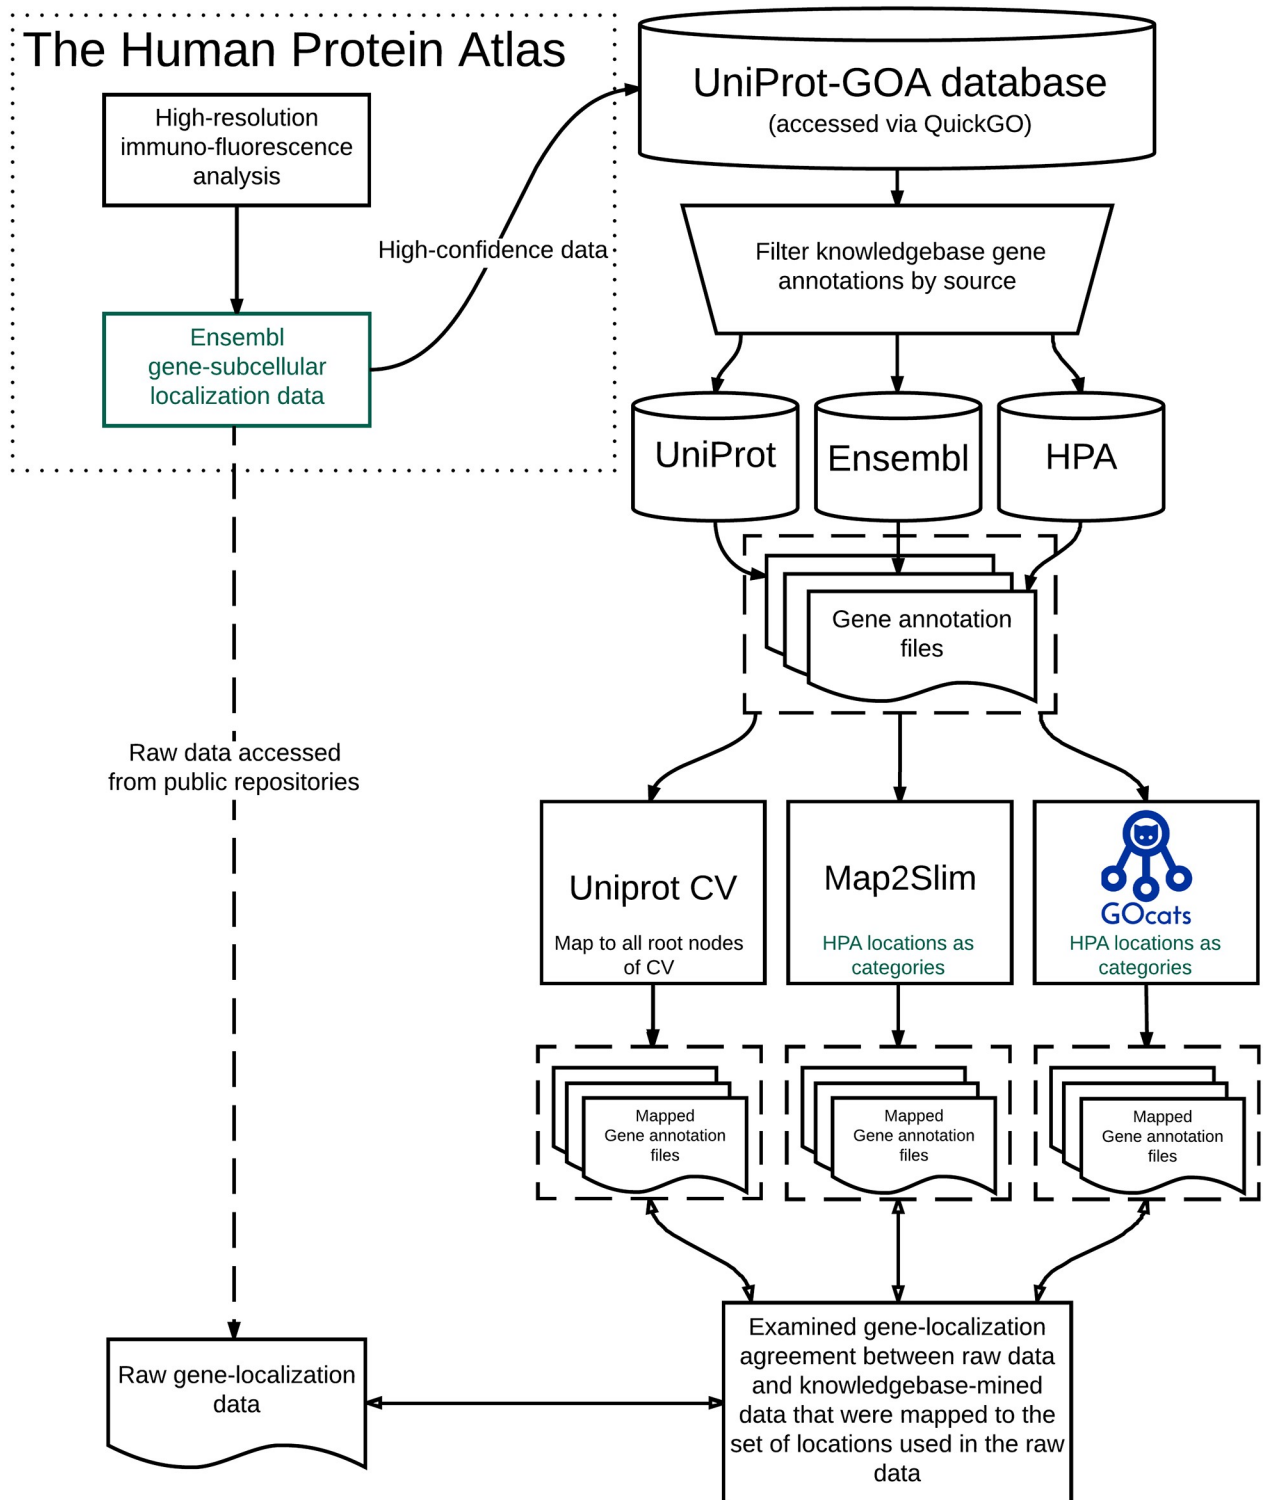 The Human Protein Atlas
High-resolution
immuno-fluorescence
analysis
High-confidence data
Ensembl
gene-subcellular
localization data
UniProt-GOA database
(accessed via QuickGO)
Filter knowledgebase gene
annotations by source
UniProt
Ensembl
HPA
Gene annotation
files
Raw data accessed
from public repositories
Uniprot CV
Map to all root nodes
of CV
Map2Slim
HPA locations as
categories
GOcats
HPA locations as
categories
Mapped
Gene annotation
files
Mapped
Gene annotation
files
Mapped
Gene annotation
files
Raw gene-localization
data
Examined gene-localization
agreement between raw data
and knowledgebase-mined
data that were mapped to the
set of locations used in the raw
data